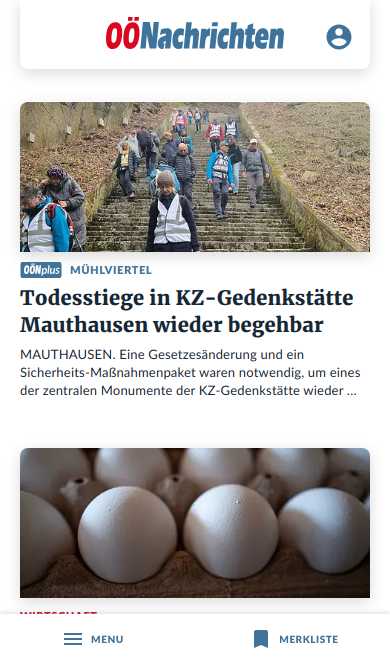 OÖNachrichten
OÖNplus MÜHLVIERTEL
Todesstiege in KZ-Gedenkstätte
Mauthausen wieder begehbar
MAUTHAUSEN. Eine Gesetzesänderung und ein
Sicherheits-Maßnahmenpaket waren notwendig, um eines
der zentralen Monumente der KZ-Gedenkstätte wieder ...
WIRTSCHAFT
MENU
MERKLISTE